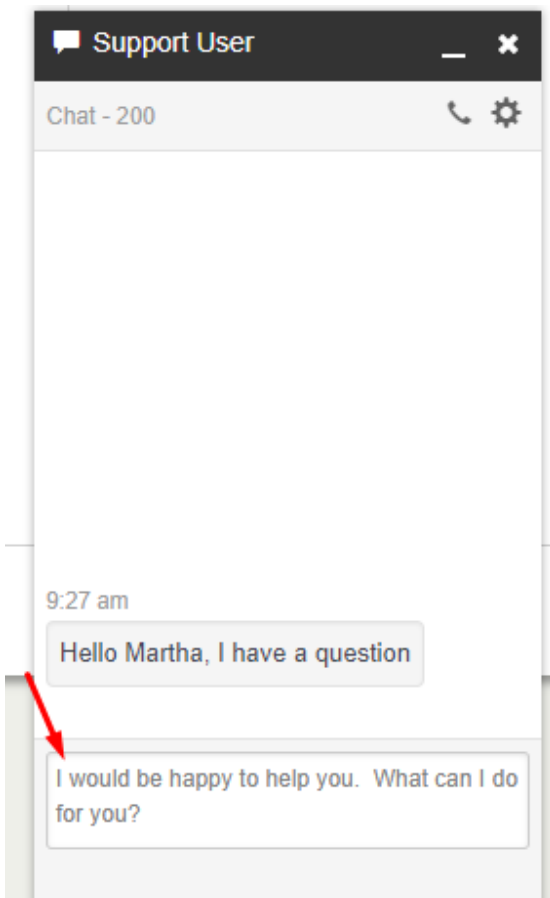 Support User
Chat - 200
9:27 am
Hello Martha, I have a question
I would be happy to help you.  What can I do
for you?